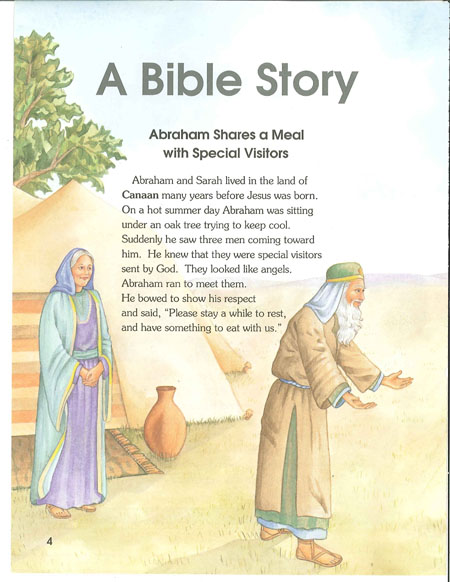 A Bible Story
Abraham Shares a Meal
with Special Visitors
Abraham and Sarah lived in the land of
Canaan many years before Jesus was born.
On a hot summer day Abraham was sitting
under an oak tree trying to keep cool.
Suddenly he saw three men coming toward
him. He knew that they were special visitors
sent by God. They looked like angels.
Abraham ran to meet them.
He bowed to show his respect
and said, “Please stay a while to rest,
and have something to eat with us.”
4